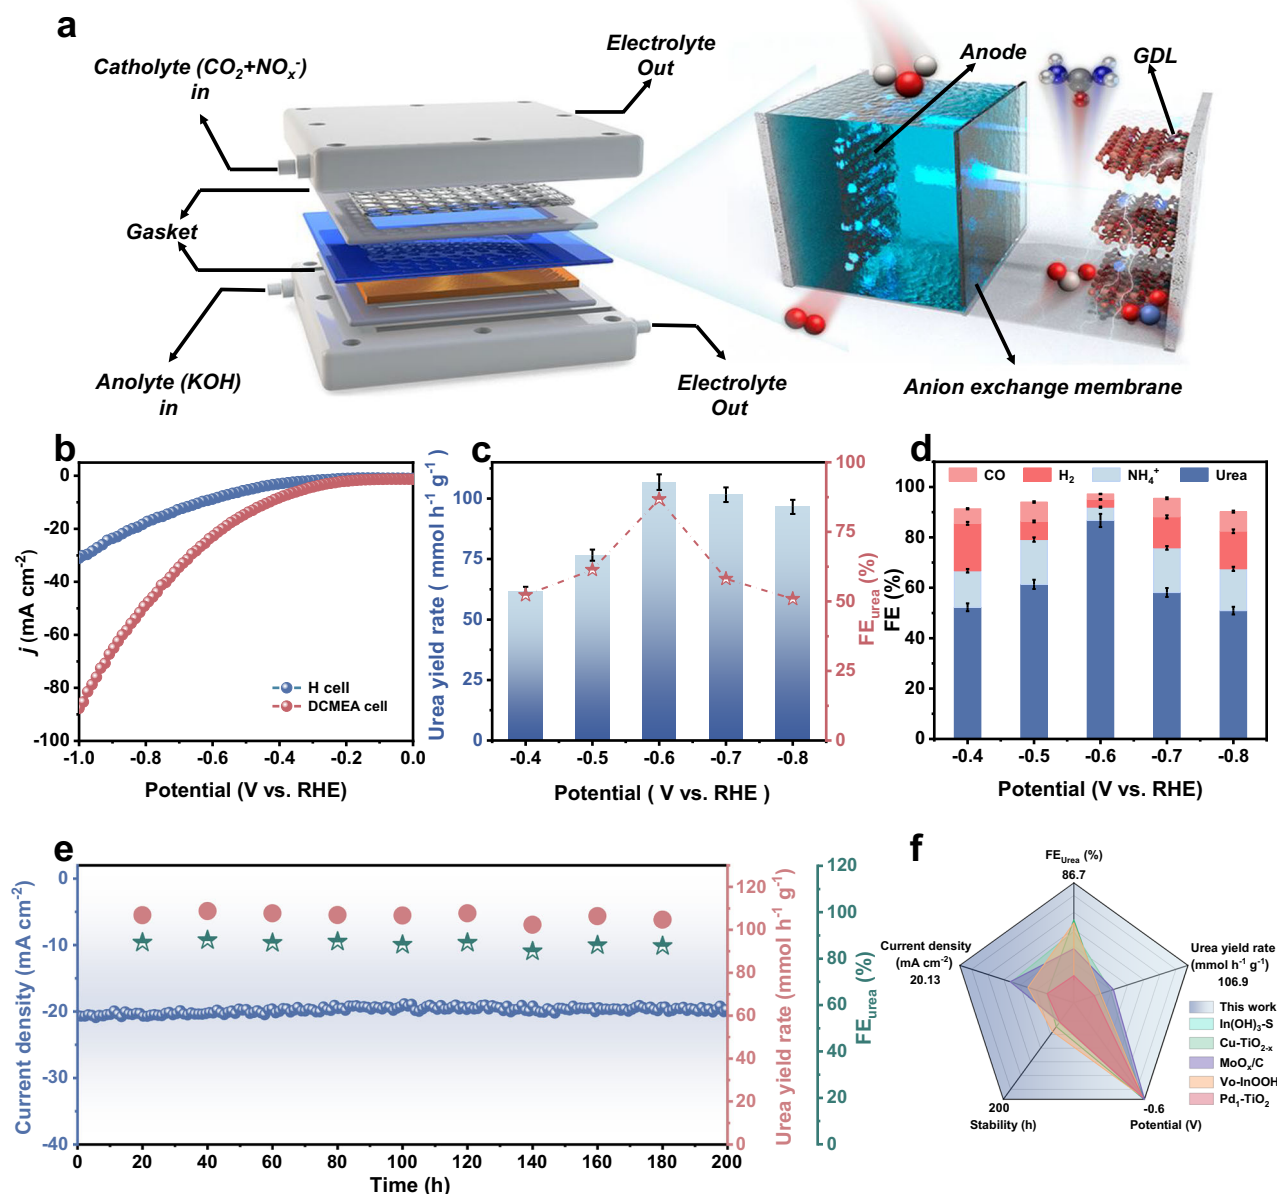 a
Catholyte (CO2+NOx-)
in
Electrolyte
Out
Gasket
Anolyte (KOH)
in
Electrolyte
Out
Anode
GDL
Anion exchange membrane
b
j (mA cm-2)
0
-20
-40
-60
-80
-100
H cell
DCMEA cell
-1.0 -0.8 -0.6 -0.4 -0.2 0.0
Potential (V vs. RHE)
c
Urea yield rate ( mmol h-1 g-1 )
100
75
50
25
0
100
75
50
25
0
FEurea (%)
-0.4 -0.5 -0.6 -0.7 -0.8
Potential ( V vs. RHE )
d
FE (%)
100
80
60
40
20
0
CO H2 NH4+ Urea
-0.4 -0.5 -0.6 -0.7 -0.8
Potential (V vs. RHE)
e
Current density (mA cm-2)
0
-10
-20
-30
-40
120
100
80
60
40
20
0
Urea yield rate (mmol h-1 g-1)
120
100
80
60
40
20
0
FEurea (%)
0 20 40 60 80 100 120 140 160 180 200
Time (h)
f
FEUrea (%)
86.7
Current density
(mA cm-2)
20.13
Urea yield rate
(mmol h-1 g-1)
106.9
This work
In(OH)3-S
Cu-TiO2-x
MoOx/C
Vo-InOOH
Pd1-TiO2
200
Stability (h)
-0.6
Potential (V)